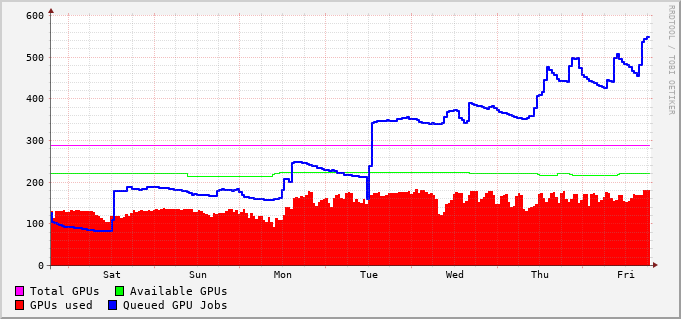 600
500
400
300
200
100
0
Sat Sun Mon Tue Wed Thu Fri
Total GPUs Available GPUs
GPUs used Queued GPU Jobs
RRDTOOL / TOBI OETIKER